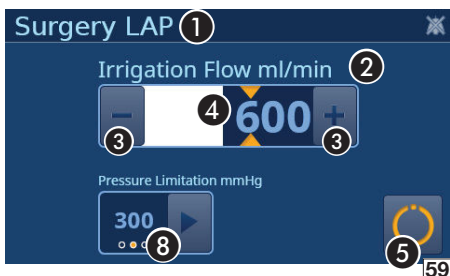 Surgery LAP 1
Irrigation Flow ml/min 2
− 4 600 +
3 3
Pressure Limitation mmHg
300
8 5
59